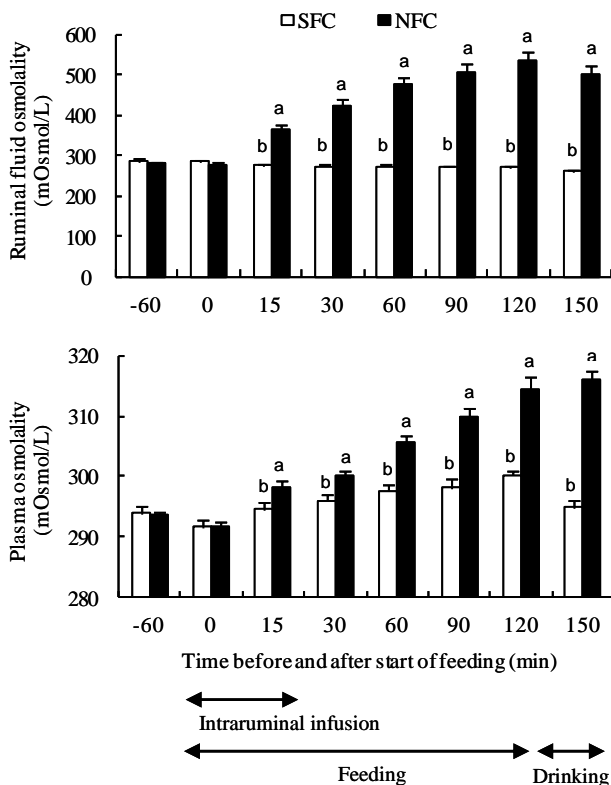 SFC NFC
Ruminal fluid osmolality
(mOsmol/L)
600
500
400
300
200
100
0
a
a
a
a
a
a
b
b
b
b
b
b
-60 0 15 30 60 90 120 150
Plasma osmolality
(mOsmol/L)
320
310
300
290
280
a
a
a
a
a
a
b
b
b
b
b
b
-60 0 15 30 60 90 120 150
Time before and after start of feeding (min)
Intraruminal infusion
Feeding Drinking